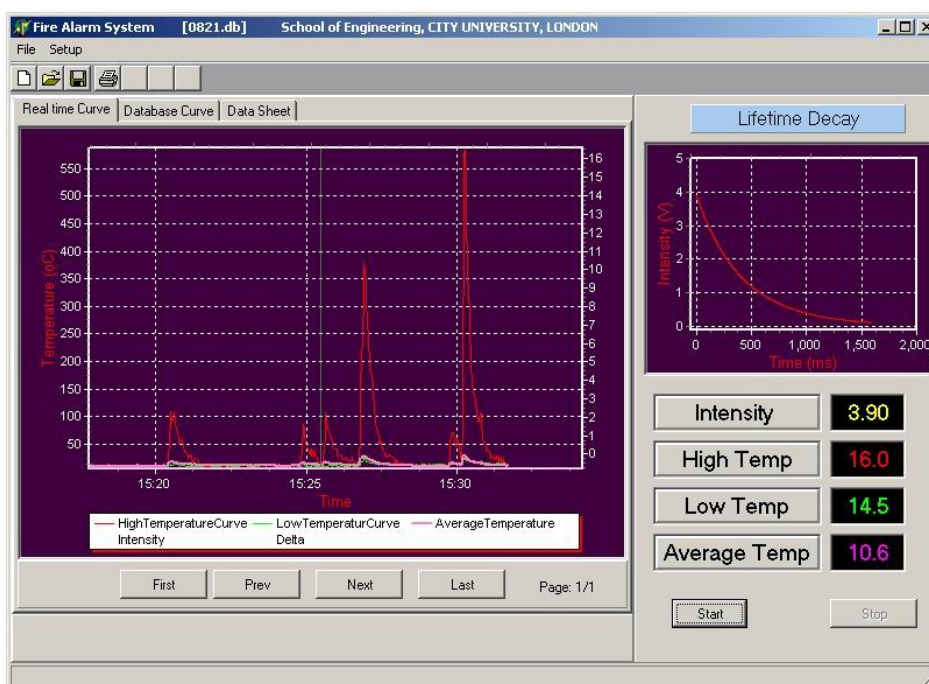 Fire Alarm System [0821.db] School of Engineering, CITY UNIVERSITY, LONDON
File Setup
Real time Curve Database Curve Data Sheet
550
500
450
400
350
300
250
200
150
100
50
Temperature (oC)
16
15
14
13
12
11
10
9
8
7
6
5
4
3
2
1
0
15:20 15:25 15:30
Time
HighTemperatureCurve LowTemperaturCurve AverageTemperature
Intensity Delta
First Prev Next Last Page: 1/1
Lifetime Decay
5
4
3
2
1
0
Intensity (V)
0 500 1,000 1,500 2,000
Time (ms)
Intensity 3.90
High Temp 16.0
Low Temp 14.5
Average Temp 10.6
Start Stop